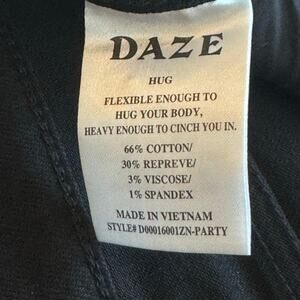 DAZE
HUG
FLEXIBLE ENOUGH TO
HUG YOUR BODY,
HEAVY ENOUGH TO CINCH YOU IN.
66% COTTON/
30% REPREVE/
3% VISCOSE/
1% SPANDEX
MADE IN VIETNAM
STYLE# D00016001ZN-PARTY